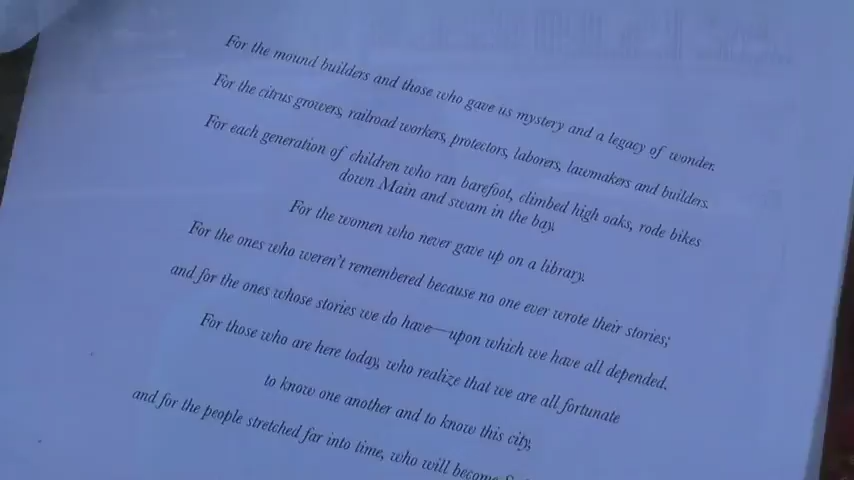 For the mound builders and those who gave us mystery and a legacy of wonder.
For the citrus growers, railroad workers, protectors, laborers, lawmakers and builders.
For each generation of children who ran barefoot, climbed high oaks, rode bikes
down Main and swam in the bay.
For the women who never gave up on a library.
For the ones who weren't remembered because no one ever wrote their stories;
and for the ones whose stories we do have—upon which we have all depended.
For those who are here today, who realize that we are all fortunate
to know one another and to know this city,
and for the people stretched far into time, who will become